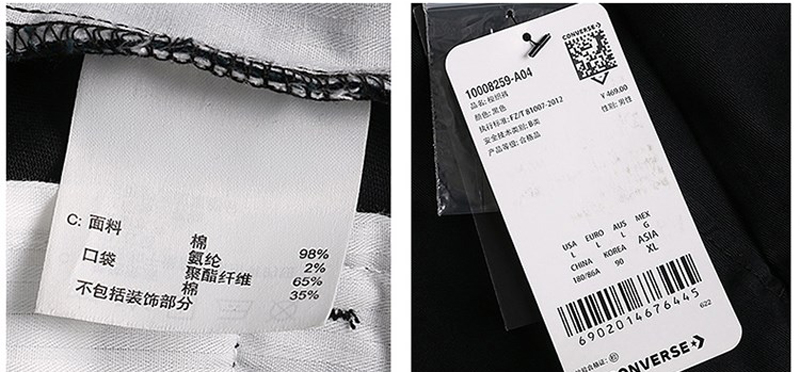 C: 面料
棉 98%
氨纶 2%
口袋
聚酯纤维 65%
棉 35%
不包括装饰部分
CONVERSE
10008259-A04
品名: 梭织裤
颜色: 黑色
¥ 469.00
执行标准: FZ/T 81007-2012
性别: 男性
安全技术类别: B类
产品等级: 合格品
USA EURO AUS MEX
L L L G
CHINA KOREA ASIA
180/86A 90 XL
6902014676445
622
CONVERSE